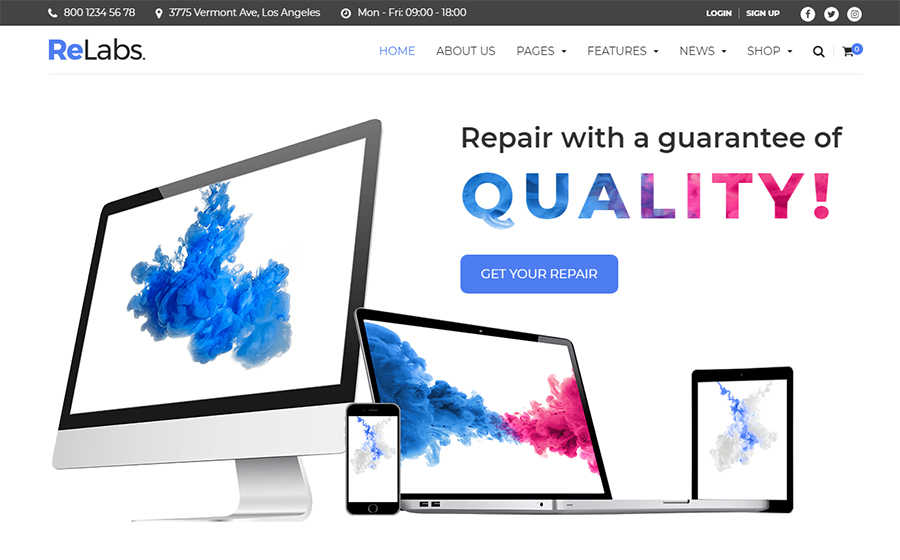 800 1234 56 78 3775 Vermont Ave, Los Angeles Mon - Fri: 09:00 - 18:00 LOGIN SIGN UP
ReLabs. HOME ABOUT US PAGES FEATURES NEWS SHOP 0
Repair with a guarantee of
QUALITY!
GET YOUR REPAIR